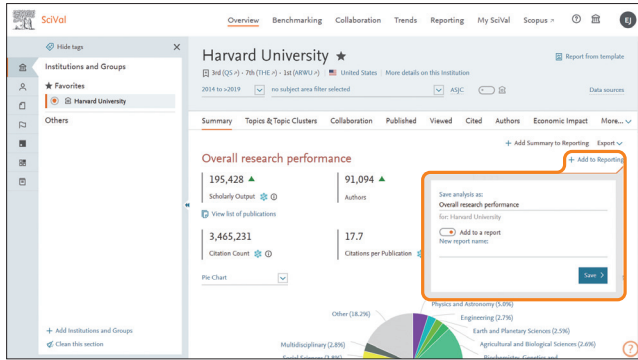 SciVal
Overview Benchmarking Collaboration Trends Reporting My SciVal Scopus ↗ ? EJ
Hide tags X
Institutions and Groups
★ Favorites
Harvard University
Others
+ Add Institutions and Groups
Clean this section
Harvard University ★
Report from template
3rd (QS ↗) · 7th (THE ↗) · 1st (ARWU ↗) United States More details on this Institution
2014 to >2019 no subject area filter selected ASJC Data sources
Summary Topics & Topic Clusters Collaboration Published Viewed Cited Authors Economic Impact More...
+ Add Summary to Reporting Export
Overall research performance
+ Add to Reporting
195,428 ▲
Scholarly Output
View list of publications
91,094 ▲
Authors
3,465,231
Citation Count
17.7
Citations per Publication
Save analysis as:
Overall research performance
for: Harvard University
Add to a report
New report name:
Save >
Pie Chart
Physics and Astronomy (5.0%)
Other (18.2%)
Engineering (2.7%)
Earth and Planetary Sciences (2.5%)
Multidisciplinary (2.8%)
Agricultural and Biological Sciences (2.6%)